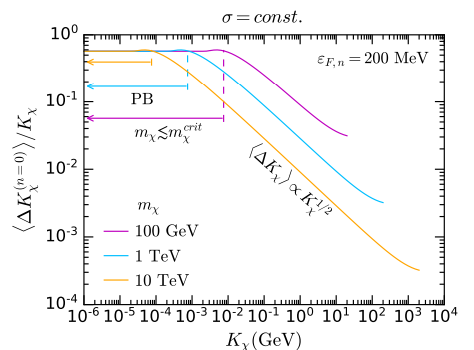 σ = const.
10^0
10^-1
10^-2
10^-3
10^-4
⟨ΔK_χ^(n=0)⟩/K_χ
ε_F,n = 200 MeV
PB
m_χ ≲ m_χ^crit
⟨ΔK_χ⟩ ∝ K_χ^1/2
m_χ
100 GeV
1 TeV
10 TeV
10^-6 10^-5 10^-4 10^-3 10^-2 10^-1 10^0 10^1 10^2 10^3 10^4
K_χ(GeV)